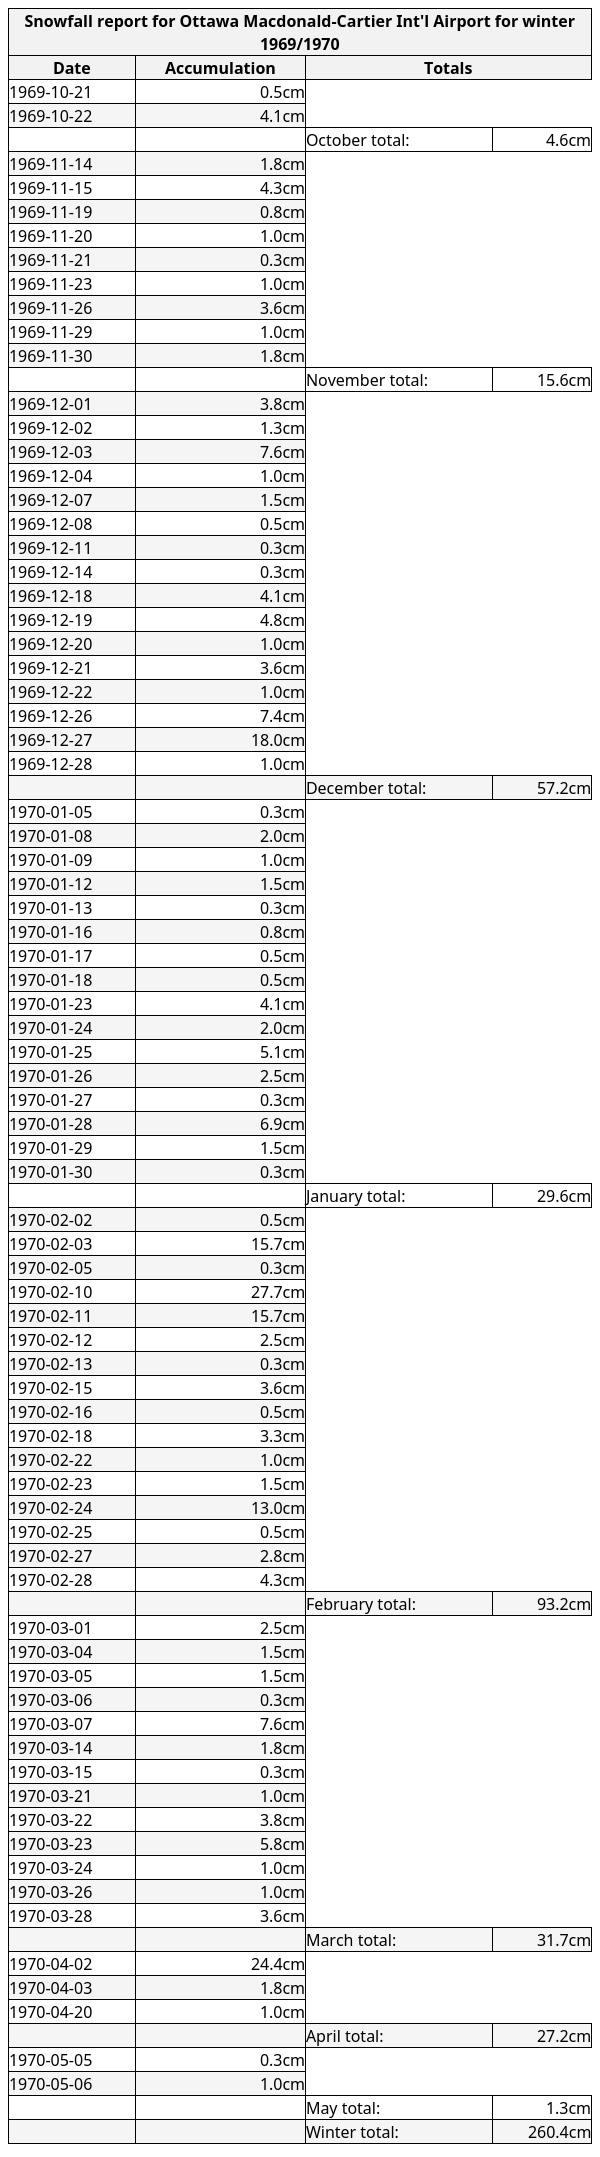 Snowfall report for Ottawa Macdonald-Cartier Int'l Airport for winter
1969/1970
Date Accumulation Totals
1969-10-21 0.5cm
1969-10-22 4.1cm
October total: 4.6cm
1969-11-14 1.8cm
1969-11-15 4.3cm
1969-11-19 0.8cm
1969-11-20 1.0cm
1969-11-21 0.3cm
1969-11-23 1.0cm
1969-11-26 3.6cm
1969-11-29 1.0cm
1969-11-30 1.8cm
November total: 15.6cm
1969-12-01 3.8cm
1969-12-02 1.3cm
1969-12-03 7.6cm
1969-12-04 1.0cm
1969-12-07 1.5cm
1969-12-08 0.5cm
1969-12-11 0.3cm
1969-12-14 0.3cm
1969-12-18 4.1cm
1969-12-19 4.8cm
1969-12-20 1.0cm
1969-12-21 3.6cm
1969-12-22 1.0cm
1969-12-26 7.4cm
1969-12-27 18.0cm
1969-12-28 1.0cm
December total: 57.2cm
1970-01-05 0.3cm
1970-01-08 2.0cm
1970-01-09 1.0cm
1970-01-12 1.5cm
1970-01-13 0.3cm
1970-01-16 0.8cm
1970-01-17 0.5cm
1970-01-18 0.5cm
1970-01-23 4.1cm
1970-01-24 2.0cm
1970-01-25 5.1cm
1970-01-26 2.5cm
1970-01-27 0.3cm
1970-01-28 6.9cm
1970-01-29 1.5cm
1970-01-30 0.3cm
January total: 29.6cm
1970-02-02 0.5cm
1970-02-03 15.7cm
1970-02-05 0.3cm
1970-02-10 27.7cm
1970-02-11 15.7cm
1970-02-12 2.5cm
1970-02-13 0.3cm
1970-02-15 3.6cm
1970-02-16 0.5cm
1970-02-18 3.3cm
1970-02-22 1.0cm
1970-02-23 1.5cm
1970-02-24 13.0cm
1970-02-25 0.5cm
1970-02-27 2.8cm
1970-02-28 4.3cm
February total: 93.2cm
1970-03-01 2.5cm
1970-03-04 1.5cm
1970-03-05 1.5cm
1970-03-06 0.3cm
1970-03-07 7.6cm
1970-03-14 1.8cm
1970-03-15 0.3cm
1970-03-21 1.0cm
1970-03-22 3.8cm
1970-03-23 5.8cm
1970-03-24 1.0cm
1970-03-26 1.0cm
1970-03-28 3.6cm
March total: 31.7cm
1970-04-02 24.4cm
1970-04-03 1.8cm
1970-04-20 1.0cm
April total: 27.2cm
1970-05-05 0.3cm
1970-05-06 1.0cm
May total: 1.3cm
Winter total: 260.4cm